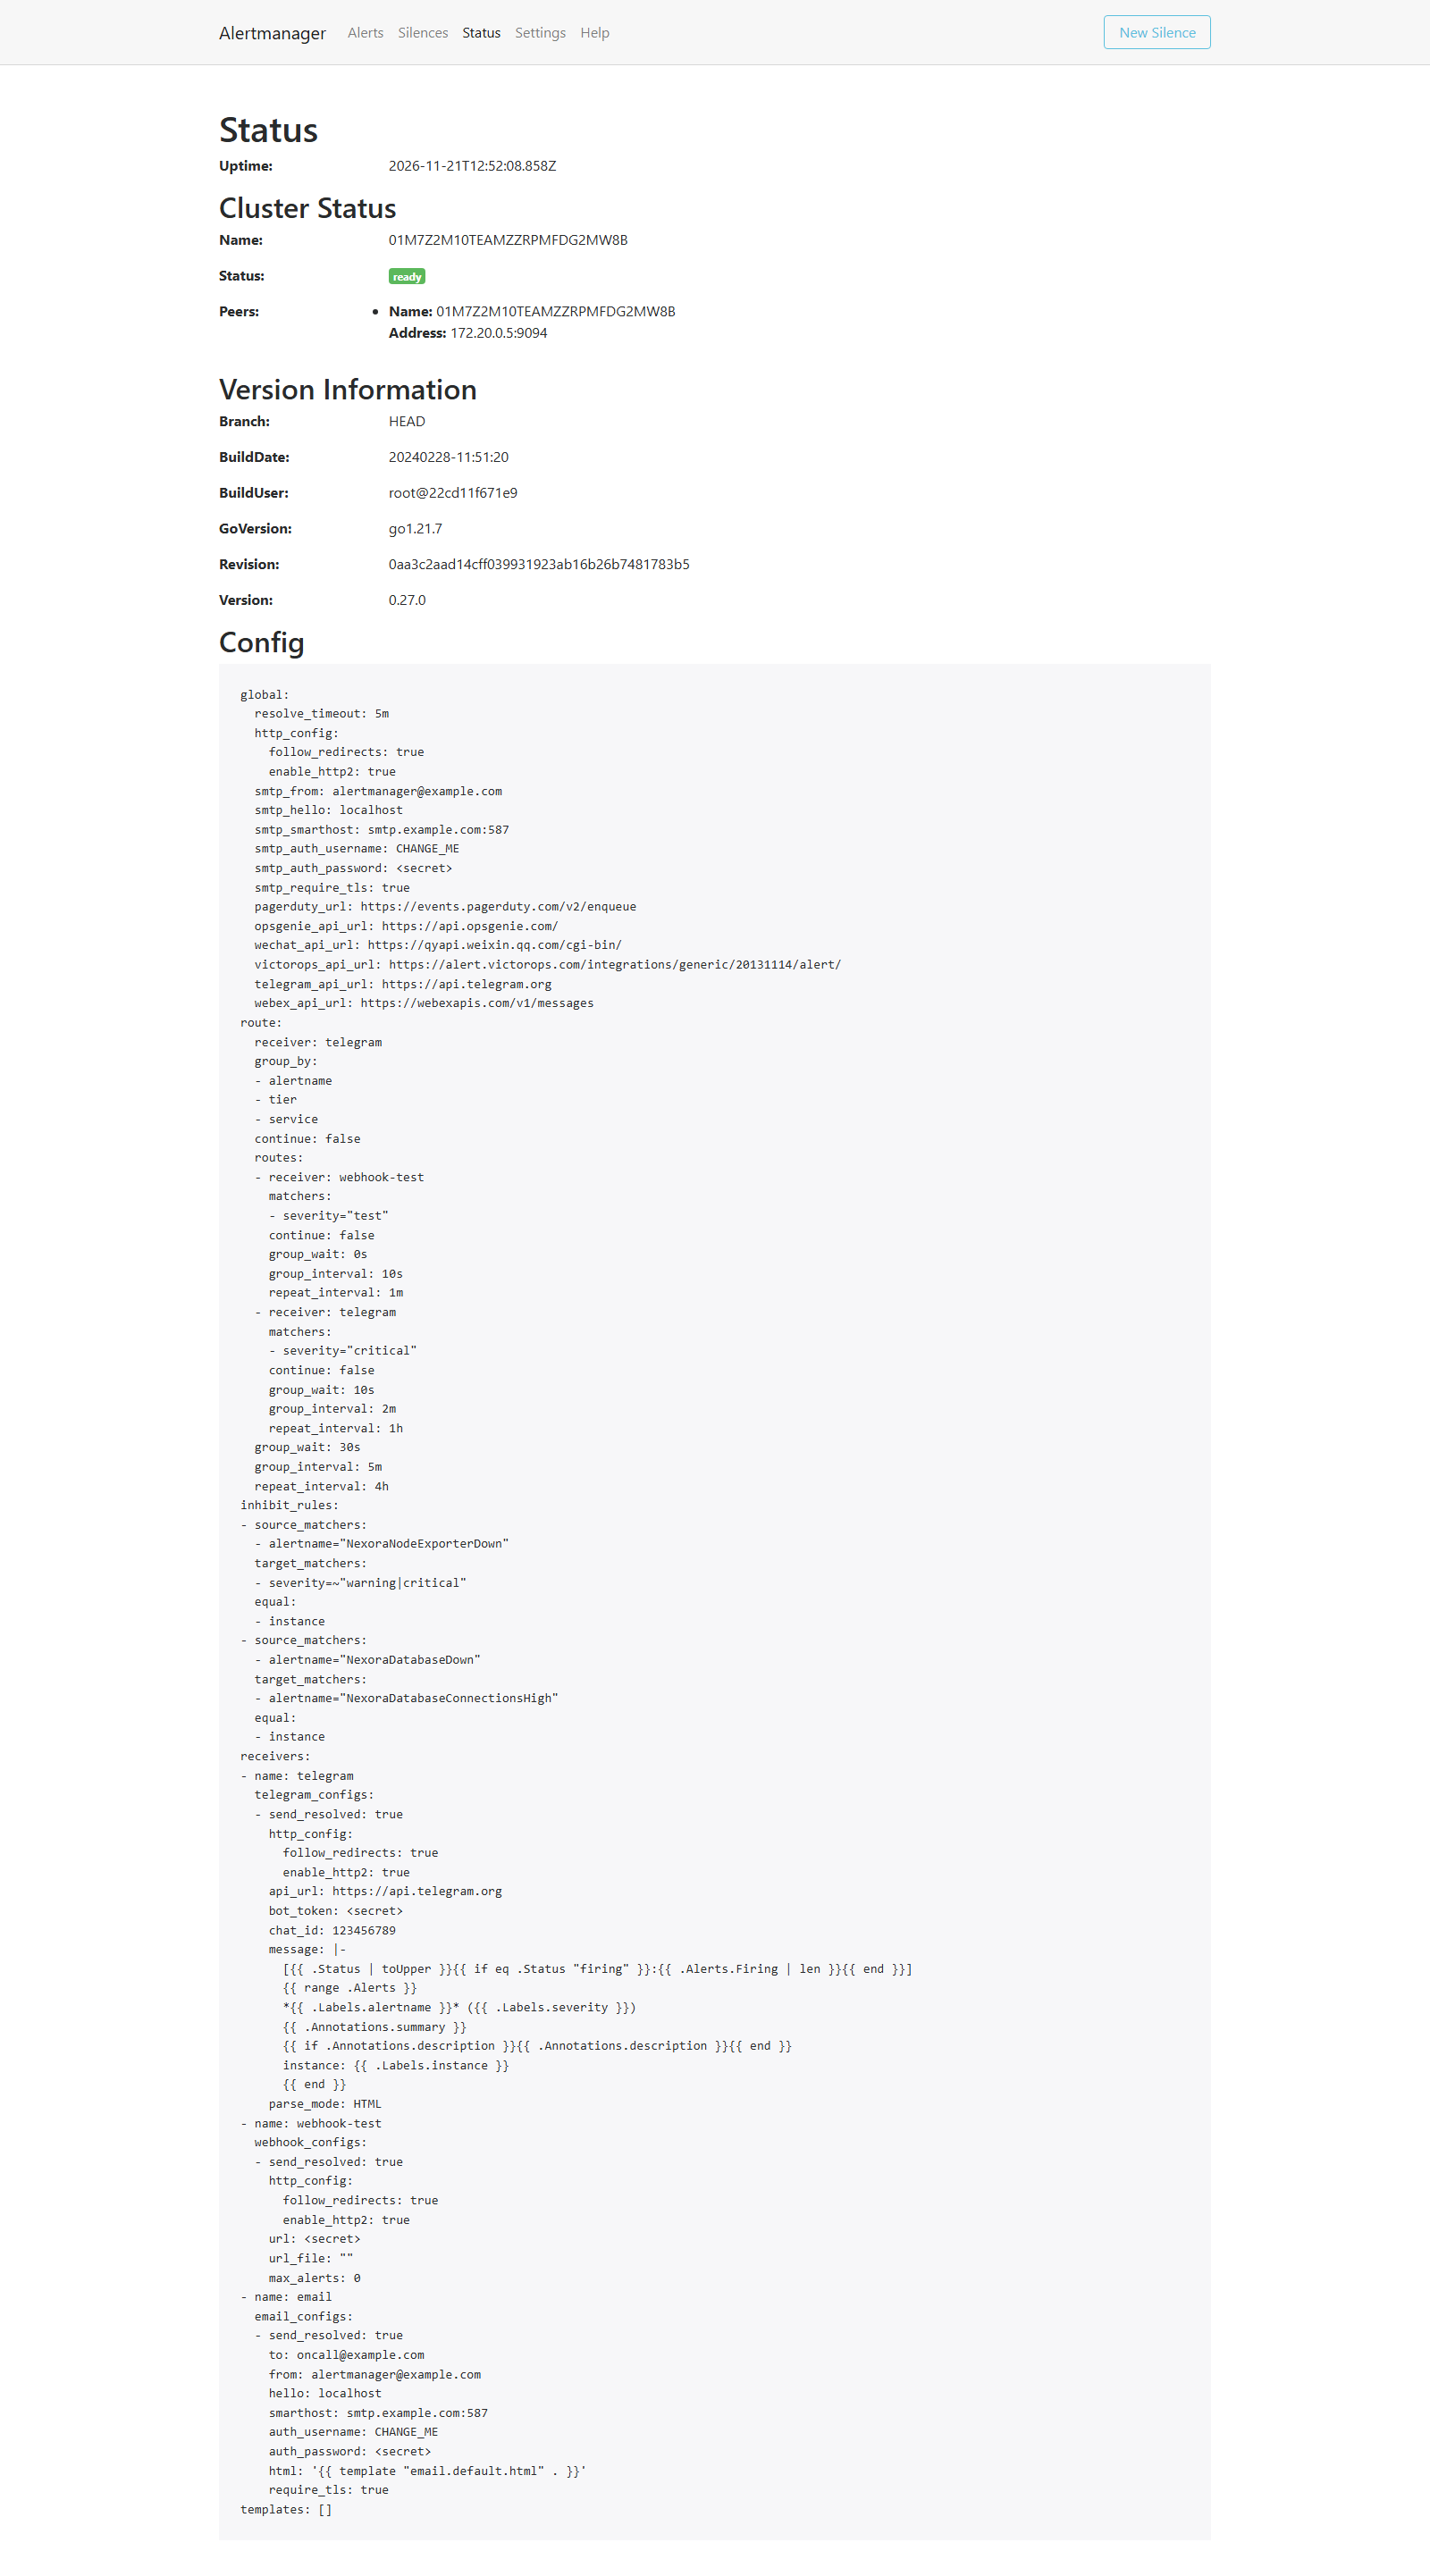 Alertmanager Alerts Silences Status Settings Help New Silence
Status
Uptime: 2026-11-21T12:52:08.858Z
Cluster Status
Name: 01M7Z2M10TEAMZZRPMFDG2MW8B
Status: ready
Peers: • Name: 01M7Z2M10TEAMZZRPMFDG2MW8B
Address: 172.20.0.5:9094
Version Information
Branch: HEAD
BuildDate: 20240228-11:51:20
BuildUser: root@22cd11f671e9
GoVersion: go1.21.7
Revision: 0aa3c2aad14cff039931923ab16b26b7481783b5
Version: 0.27.0
Config
global:
  resolve_timeout: 5m
  http_config:
    follow_redirects: true
    enable_http2: true
  smtp_from: alertmanager@example.com
  smtp_hello: localhost
  smtp_smarthost: smtp.example.com:587
  smtp_auth_username: CHANGE_ME
  smtp_auth_password: <secret>
  smtp_require_tls: true
  pagerduty_url: https://events.pagerduty.com/v2/enqueue
  opsgenie_api_url: https://api.opsgenie.com/
  wechat_api_url: https://qyapi.weixin.qq.com/cgi-bin/
  victorops_api_url: https://alert.victorops.com/integrations/generic/20131114/alert/
  telegram_api_url: https://api.telegram.org
  webex_api_url: https://webexapis.com/v1/messages
route:
  receiver: telegram
  group_by:
  - alertname
  - tier
  - service
  continue: false
  routes:
  - receiver: webhook-test
    matchers:
    - severity="test"
    continue: false
    group_wait: 0s
    group_interval: 10s
    repeat_interval: 1m
  - receiver: telegram
    matchers:
    - severity="critical"
    continue: false
    group_wait: 10s
    group_interval: 2m
    repeat_interval: 1h
  group_wait: 30s
  group_interval: 5m
  repeat_interval: 4h
inhibit_rules:
- source_matchers:
  - alertname="NexoraNodeExporterDown"
  target_matchers:
  - severity=~"warning|critical"
  equal:
  - instance
- source_matchers:
  - alertname="NexoraDatabaseDown"
  target_matchers:
  - alertname="NexoraDatabaseConnectionsHigh"
  equal:
  - instance
receivers:
- name: telegram
  telegram_configs:
  - send_resolved: true
    http_config:
      follow_redirects: true
      enable_http2: true
    api_url: https://api.telegram.org
    bot_token: <secret>
    chat_id: 123456789
    message: |-
      [{{ .Status | toUpper }}{{ if eq .Status "firing" }}:{{ .Alerts.Firing | len }}{{ end }}]
      {{ range .Alerts }}
      *{{ .Labels.alertname }}* ({{ .Labels.severity }})
      {{ .Annotations.summary }}
      {{ if .Annotations.description }}{{ .Annotations.description }}{{ end }}
      instance: {{ .Labels.instance }}
      {{ end }}
    parse_mode: HTML
- name: webhook-test
  webhook_configs:
  - send_resolved: true
    http_config:
      follow_redirects: true
      enable_http2: true
    url: <secret>
    url_file: ""
    max_alerts: 0
- name: email
  email_configs:
  - send_resolved: true
    to: oncall@example.com
    from: alertmanager@example.com
    hello: localhost
    smarthost: smtp.example.com:587
    auth_username: CHANGE_ME
    auth_password: <secret>
    html: '{{ template "email.default.html" . }}'
    require_tls: true
templates: []